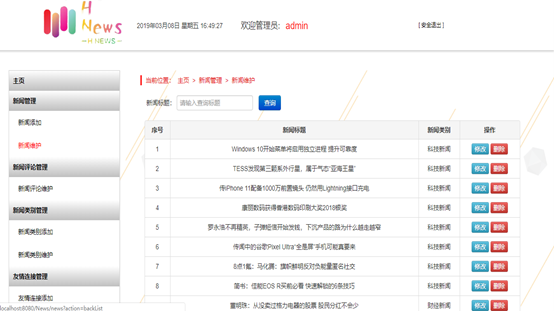 H
News
—H NEWS—
2019年03月08日 星期五 16:49:27
欢迎管理员: admin
[ 安全退出 ]
主页
新闻管理
新闻添加
新闻维护
新闻评论管理
新闻评论维护
新闻类别管理
新闻类别添加
新闻类别维护
友情连接管理
友情连接添加
localhost:8080/News/news?action=backList
当前位置: 主页 > 新闻管理 > 新闻维护
新闻标题: 请输入查询标题 查询
序号 新闻标题 新闻类别 操作
1 Windows 10开始菜单将启用独立进程 提升可靠度 科技新闻 修改 删除
2 TESS发现第三颗系外行星，属于气态"亚海王星" 科技新闻 修改 删除
3 传iPhone 11配备1000万前置镜头 仍然用Lightning接口充电 科技新闻 修改 删除
4 康丽数码获得香港数码印刷大奖2018银奖 科技新闻 修改 删除
5 罗永浩不再唱英，子弹短信开始发钱，下沉产品的路为什么越走越窄 科技新闻 修改 删除
6 传闻中的谷歌Pixel Ultra"全是屏"手机可能真要来 科技新闻 修改 删除
7 8点1氪：马化腾：旗帜鲜明反对负能量匿名社交 科技新闻 修改 删除
8 简书：佳能EOS R买前必看 快速解锁的6条技巧 科技新闻 修改 删除
董明珠：从没卖过格力电器的股票 股民分红不会少 财经新闻 修改 删除